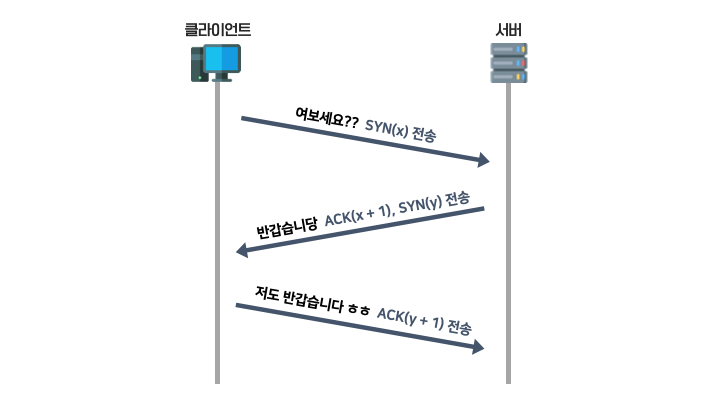 클라이언트
서버
여보세요?? SYN(x) 전송
반갑습니당 ACK(x + 1), SYN(y) 전송
저도 반갑습니다 ㅎㅎ ACK(y + 1) 전송